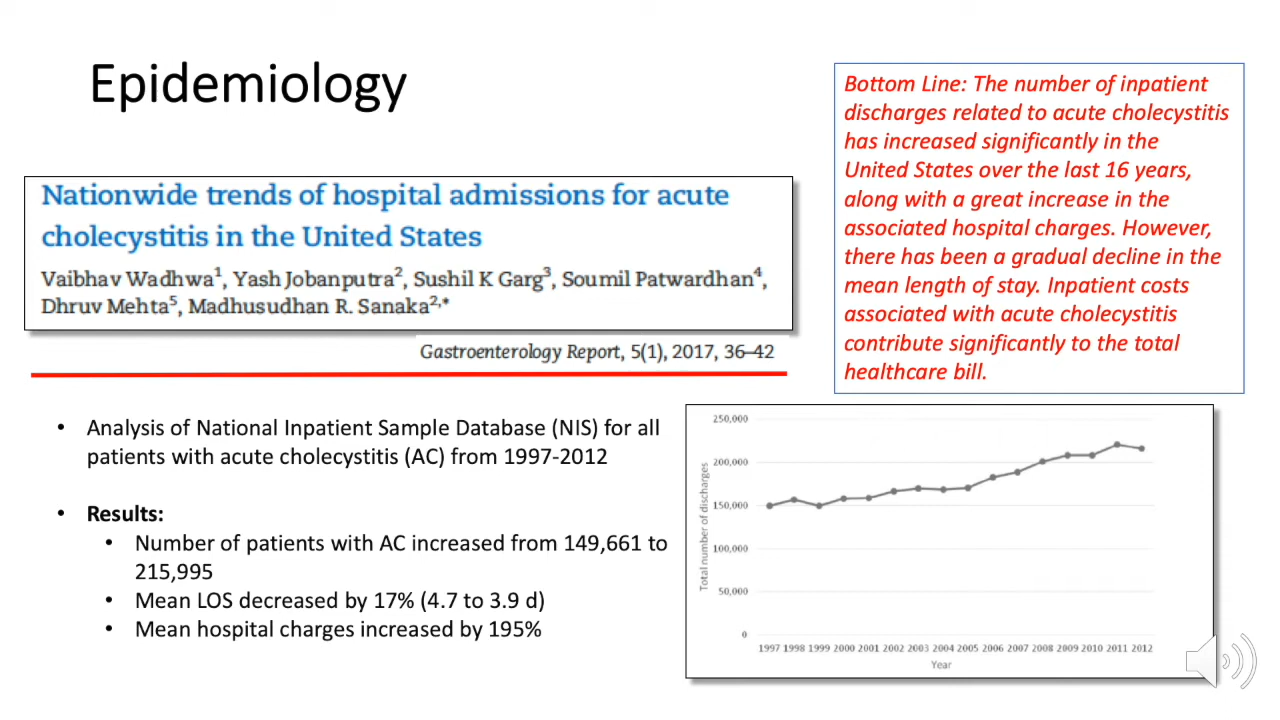 Epidemiology
Nationwide trends of hospital admissions for acute
cholecystitis in the United States
Vaibhav Wadhwa1, Yash Jobanputra2, Sushil K Garg3, Soumil Patwardhan4,
Dhruv Mehta5, Madhusudhan R. Sanaka2,*
Gastroenterology Report, 5(1), 2017, 36–42
Bottom Line: The number of inpatient
discharges related to acute cholecystitis
has increased significantly in the
United States over the last 16 years,
along with a great increase in the
associated hospital charges. However,
there has been a gradual decline in the
mean length of stay. Inpatient costs
associated with acute cholecystitis
contribute significantly to the total
healthcare bill.
• Analysis of National Inpatient Sample Database (NIS) for all
patients with acute cholecystitis (AC) from 1997-2012
• Results:
• Number of patients with AC increased from 149,661 to
215,995
• Mean LOS decreased by 17% (4.7 to 3.9 d)
• Mean hospital charges increased by 195%
Total number of discharges
250,000
200,000
150,000
100,000
50,000
0
1997 1998 1999 2000 2001 2002 2003 2004 2005 2006 2007 2008 2009 2010 2011 2012
Year